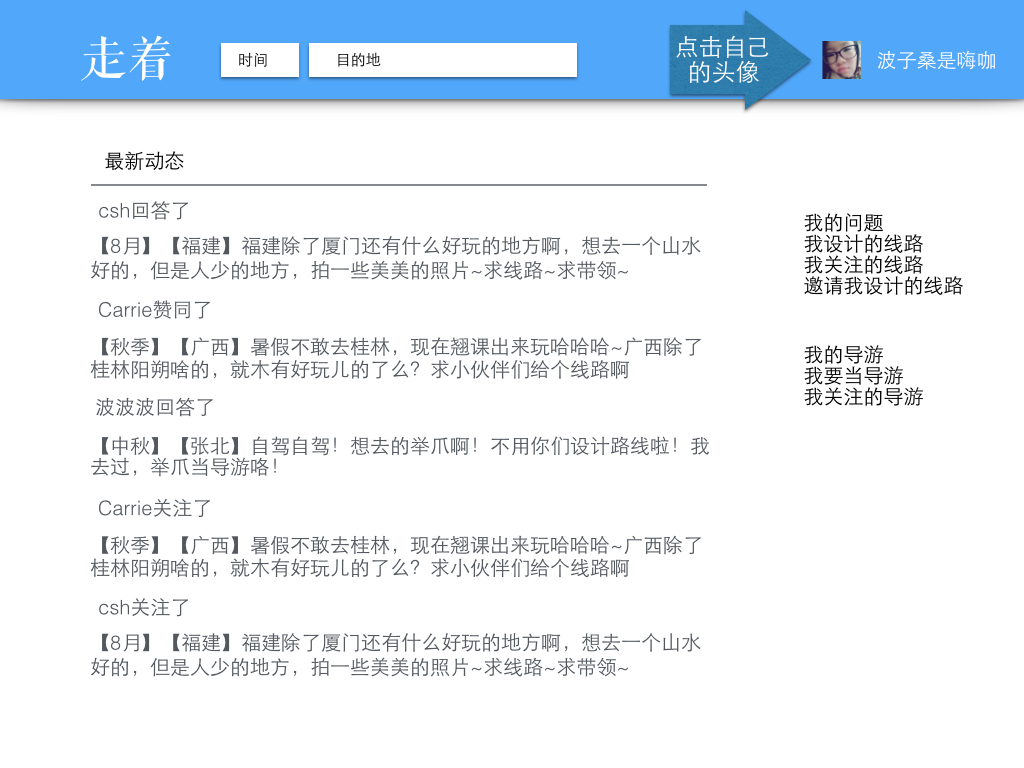 走着
时间
目的地
点击自己
的头像
波子桑是嗨咖
最新动态
csh回答了
【8月】【福建】福建除了厦门还有什么好玩的地方啊，想去一个山水
好的，但是人少的地方，拍一些美美的照片~求线路~求带领~
Carrie赞同了
【秋季】【广西】暑假不敢去桂林，现在翘课出来玩哈哈哈~广西除了
桂林阳朔啥的，就木有好玩儿的了么？求小伙伴们给个线路啊
波波波回答了
【中秋】【张北】自驾自驾！想去的举爪啊！不用你们设计路线啦！我
去过，举爪当导游咯！
Carrie关注了
【秋季】【广西】暑假不敢去桂林，现在翘课出来玩哈哈哈~广西除了
桂林阳朔啥的，就木有好玩儿的了么？求小伙伴们给个线路啊
csh关注了
【8月】【福建】福建除了厦门还有什么好玩的地方啊，想去一个山水
好的，但是人少的地方，拍一些美美的照片~求线路~求带领~
我的问题
我设计的线路
我关注的线路
邀请我设计的线路
我的导游
我要当导游
我关注的导游